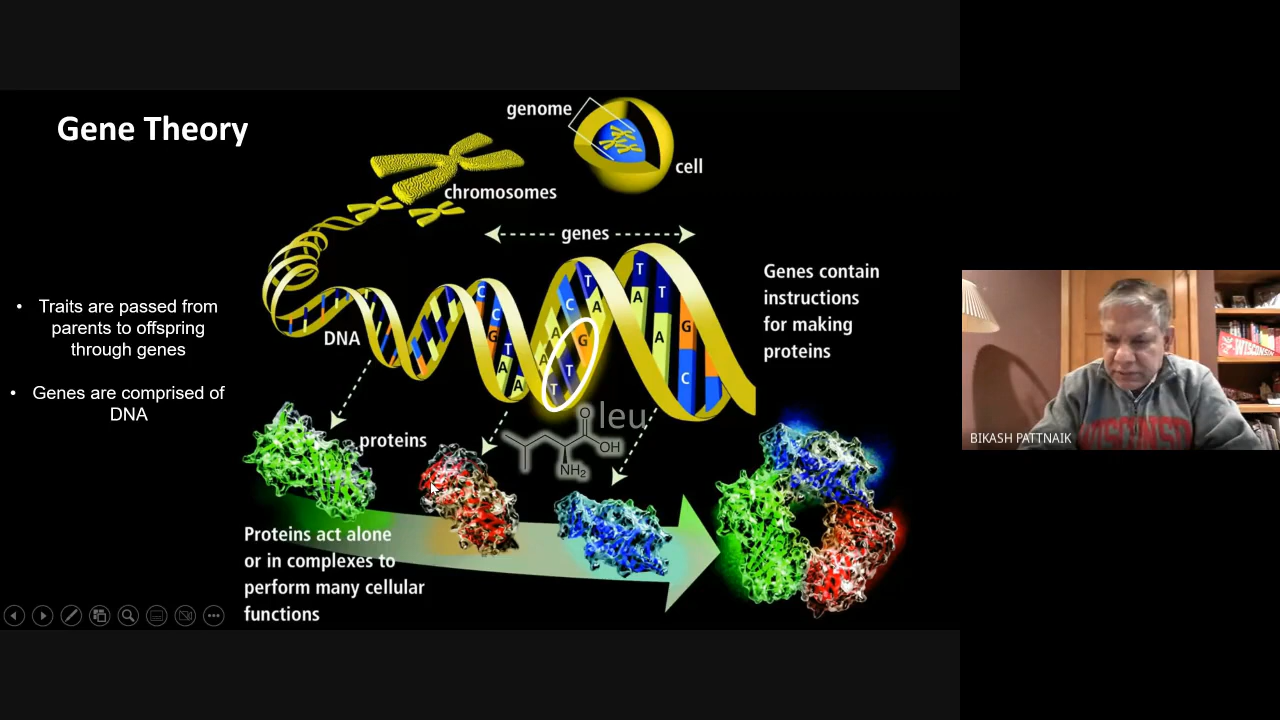 Gene Theory
genome
cell
chromosomes
genes
• Traits are passed from
parents to offspring
through genes
• Genes are comprised of
DNA
DNA
C
C
G
T
A
A
A
A
C
T
A
G
T
T
T
A
T
A
G
C
Genes contain
instructions
for making
proteins
leu
O
OH
NH2
proteins
Proteins act alone
or in complexes to
perform many cellular
functions
WISCONSIN
BIKASH PATTNAIK